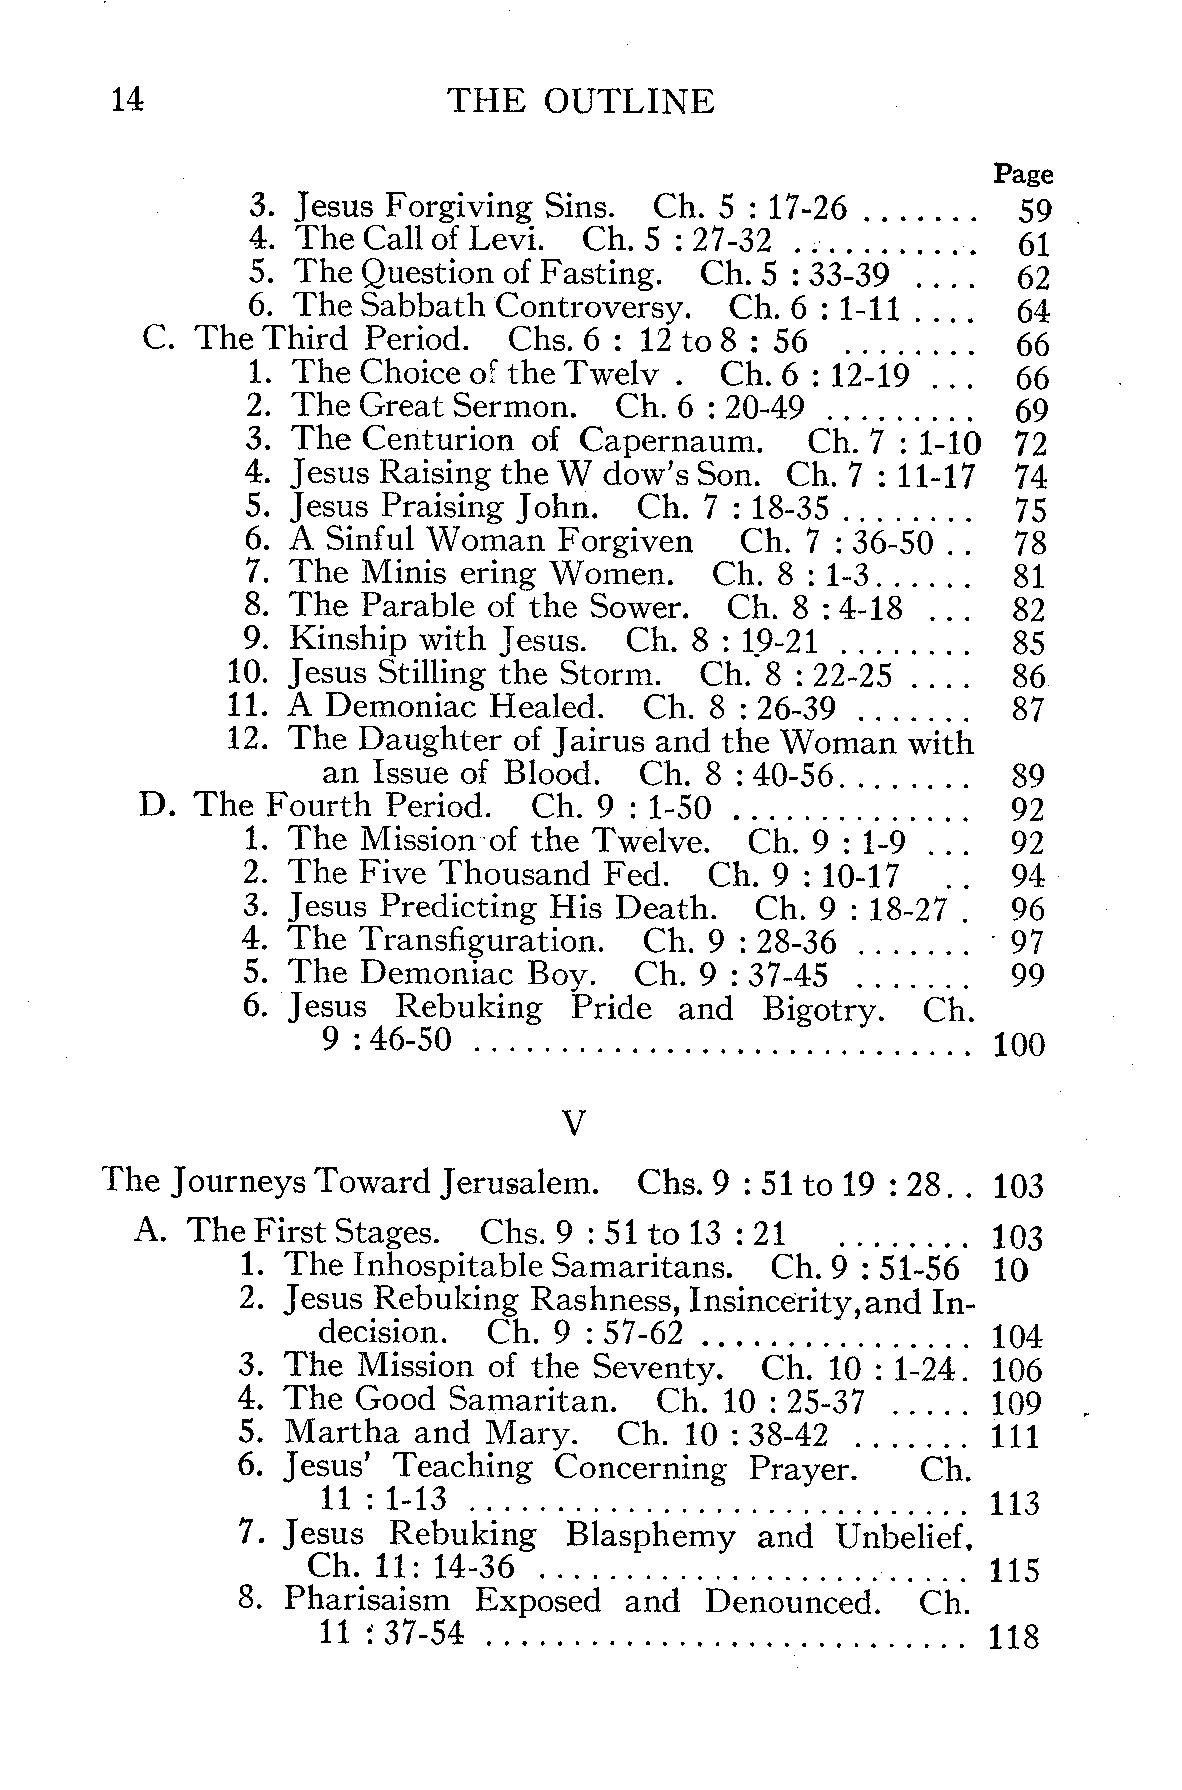 14 THE OUTLINE
Page
3. Jesus Forgiving Sins. Ch. 5 : 17-26 ....... 59
4. The Call of Levi. Ch. 5 : 27-32 ........... 61
5. The Question of Fasting. Ch. 5 : 33-39 .... 62
6. The Sabbath Controversy. Ch. 6 : 1-11 .... 64
C. The Third Period. Chs. 6 : 12 to 8 : 56 ........ 66
1. The Choice of the Twelv . Ch. 6 : 12-19 ... 66
2. The Great Sermon. Ch. 6 : 20-49 ......... 69
3. The Centurion of Capernaum. Ch. 7 : 1-10 72
4. Jesus Raising the W dow's Son. Ch. 7 : 11-17 74
5. Jesus Praising John. Ch. 7 : 18-35 ........ 75
6. A Sinful Woman Forgiven Ch. 7 : 36-50 .. 78
7. The Minis ering Women. Ch. 8 : 1-3...... 81
8. The Parable of the Sower. Ch. 8 : 4-18 ... 82
9. Kinship with Jesus. Ch. 8 : 19-21 ........ 85
10. Jesus Stilling the Storm. Ch. 8 : 22-25 .... 86
11. A Demoniac Healed. Ch. 8 : 26-39 ....... 87
12. The Daughter of Jairus and the Woman with
an Issue of Blood. Ch. 8 : 40-56........ 89
D. The Fourth Period. Ch. 9 : 1-50 .............. 92
1. The Mission of the Twelve. Ch. 9 : 1-9 ... 92
2. The Five Thousand Fed. Ch. 9 : 10-17 .. 94
3. Jesus Predicting His Death. Ch. 9 : 18-27 . 96
4. The Transfiguration. Ch. 9 : 28-36 ....... 97
5. The Demoniac Boy. Ch. 9 : 37-45 ....... 99
6. Jesus Rebuking Pride and Bigotry. Ch.
9 : 46-50 ............................. 100
V
The Journeys Toward Jerusalem. Chs. 9 : 51 to 19 : 28.. 103
A. The First Stages. Chs. 9 : 51 to 13 : 21 ........ 103
1. The Inhospitable Samaritans. Ch. 9 : 51-56 10
2. Jesus Rebuking Rashness, Insincerity,and In-
decision. Ch. 9 : 57-62 ................ 104
3. The Mission of the Seventy. Ch. 10 : 1-24. 106
4. The Good Samaritan. Ch. 10 : 25-37 ..... 109
5. Martha and Mary. Ch. 10 : 38-42 ....... 111
6. Jesus' Teaching Concerning Prayer. Ch.
11 : 1-13 ............................. 113
7. Jesus Rebuking Blasphemy and Unbelief.
Ch. 11: 14-36 ......................... 115
8. Pharisaism Exposed and Denounced. Ch.
11 : 37-54 ............................ 118